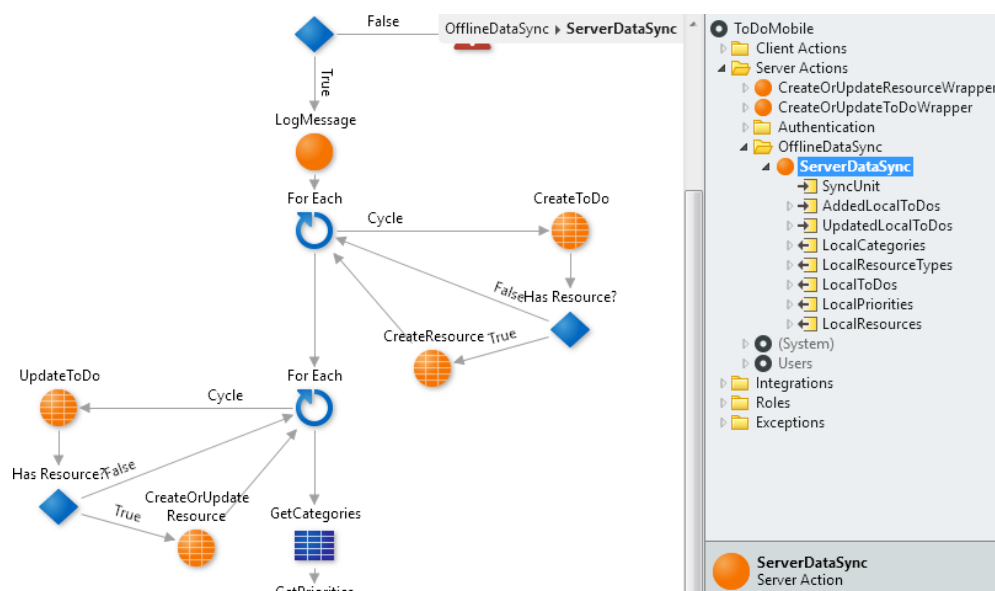 False
OfflineDataSync ▸ ServerDataSync
True
LogMessage
For Each
Cycle
CreateToDo
False
Has Resource?
CreateResource
True
For Each
UpdateToDo
Cycle
Has Resource?
False
CreateOrUpdate
Resource
True
GetCategories
GetPriorities
ToDoMobile
Client Actions
Server Actions
CreateOrUpdateResourceWrapper
CreateOrUpdateToDoWrapper
Authentication
OfflineDataSync
ServerDataSync
SyncUnit
AddedLocalToDos
UpdatedLocalToDos
LocalCategories
LocalResourceTypes
LocalToDos
LocalPriorities
LocalResources
(System)
Users
Integrations
Roles
Exceptions
ServerDataSync
Server Action